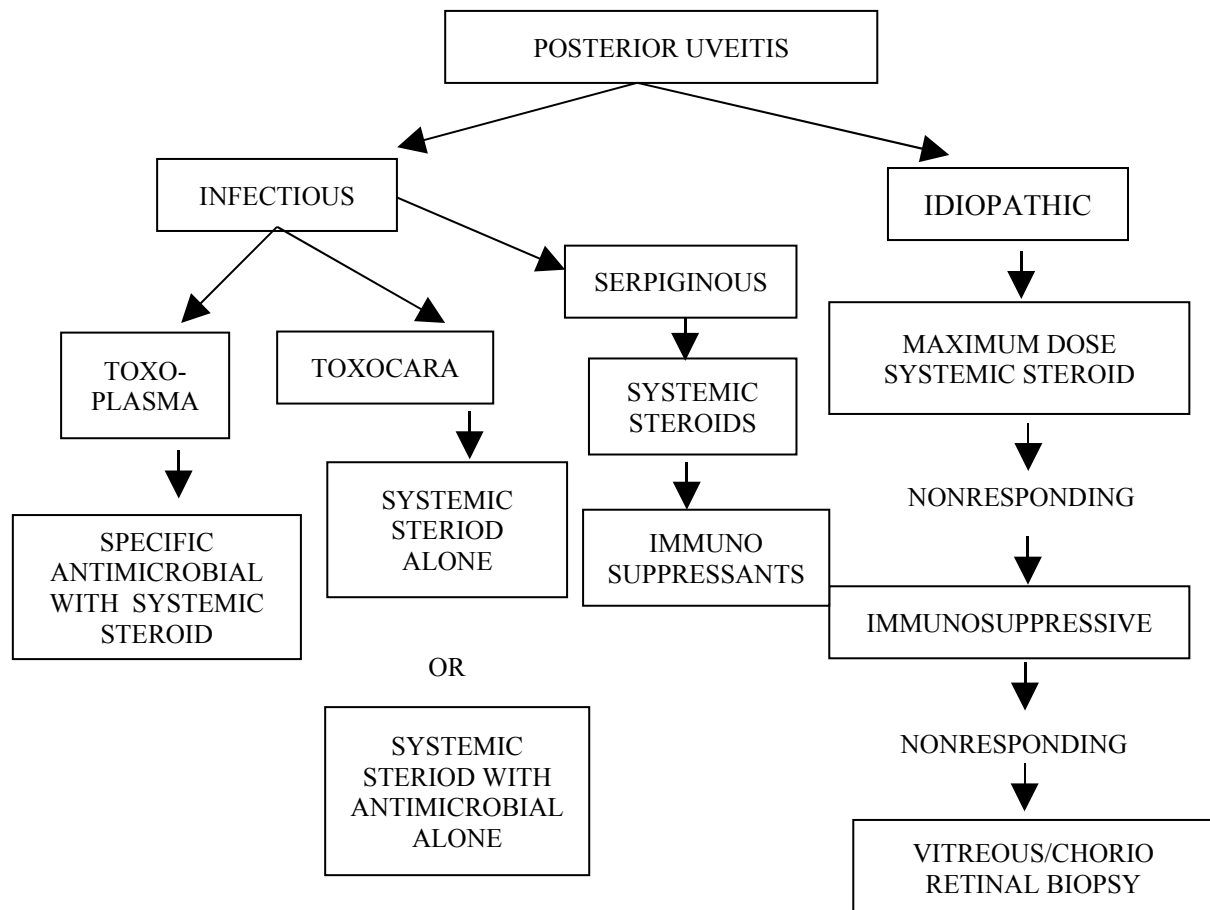 POSTERIOR UVEITIS
INFECTIOUS
IDIOPATHIC
SERPIGINOUS
TOXO-
PLASMA
TOXOCARA
SYSTEMIC
STEROIDS
MAXIMUM DOSE
SYSTEMIC STEROID
SPECIFIC
ANTIMICROBIAL
WITH SYSTEMIC
STEROID
SYSTEMIC
STERIOD
ALONE
IMMUNO
SUPPRESSANTS
NONRESPONDING
IMMUNOSUPPRESSIVE
OR
SYSTEMIC
STERIOD WITH
ANTIMICROBIAL
ALONE
NONRESPONDING
VITREOUS/CHORIO
RETINAL BIOPSY